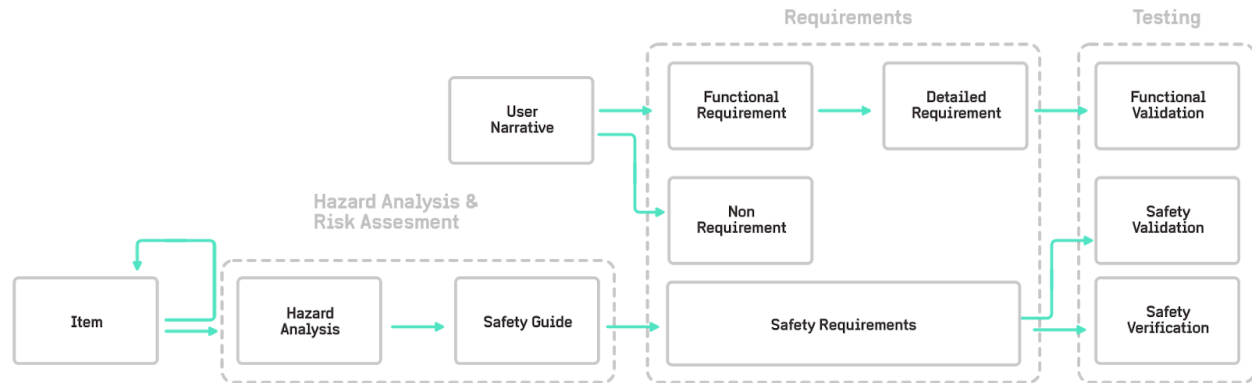 Requirements
Testing
User
Narrative
Functional
Requirement
Detailed
Requirement
Functional
Validation
Hazard Analysis &
Risk Assesment
Non
Requirement
Safety
Validation
Item
Hazard
Analysis
Safety Guide
Safety Requirements
Safety
Verification